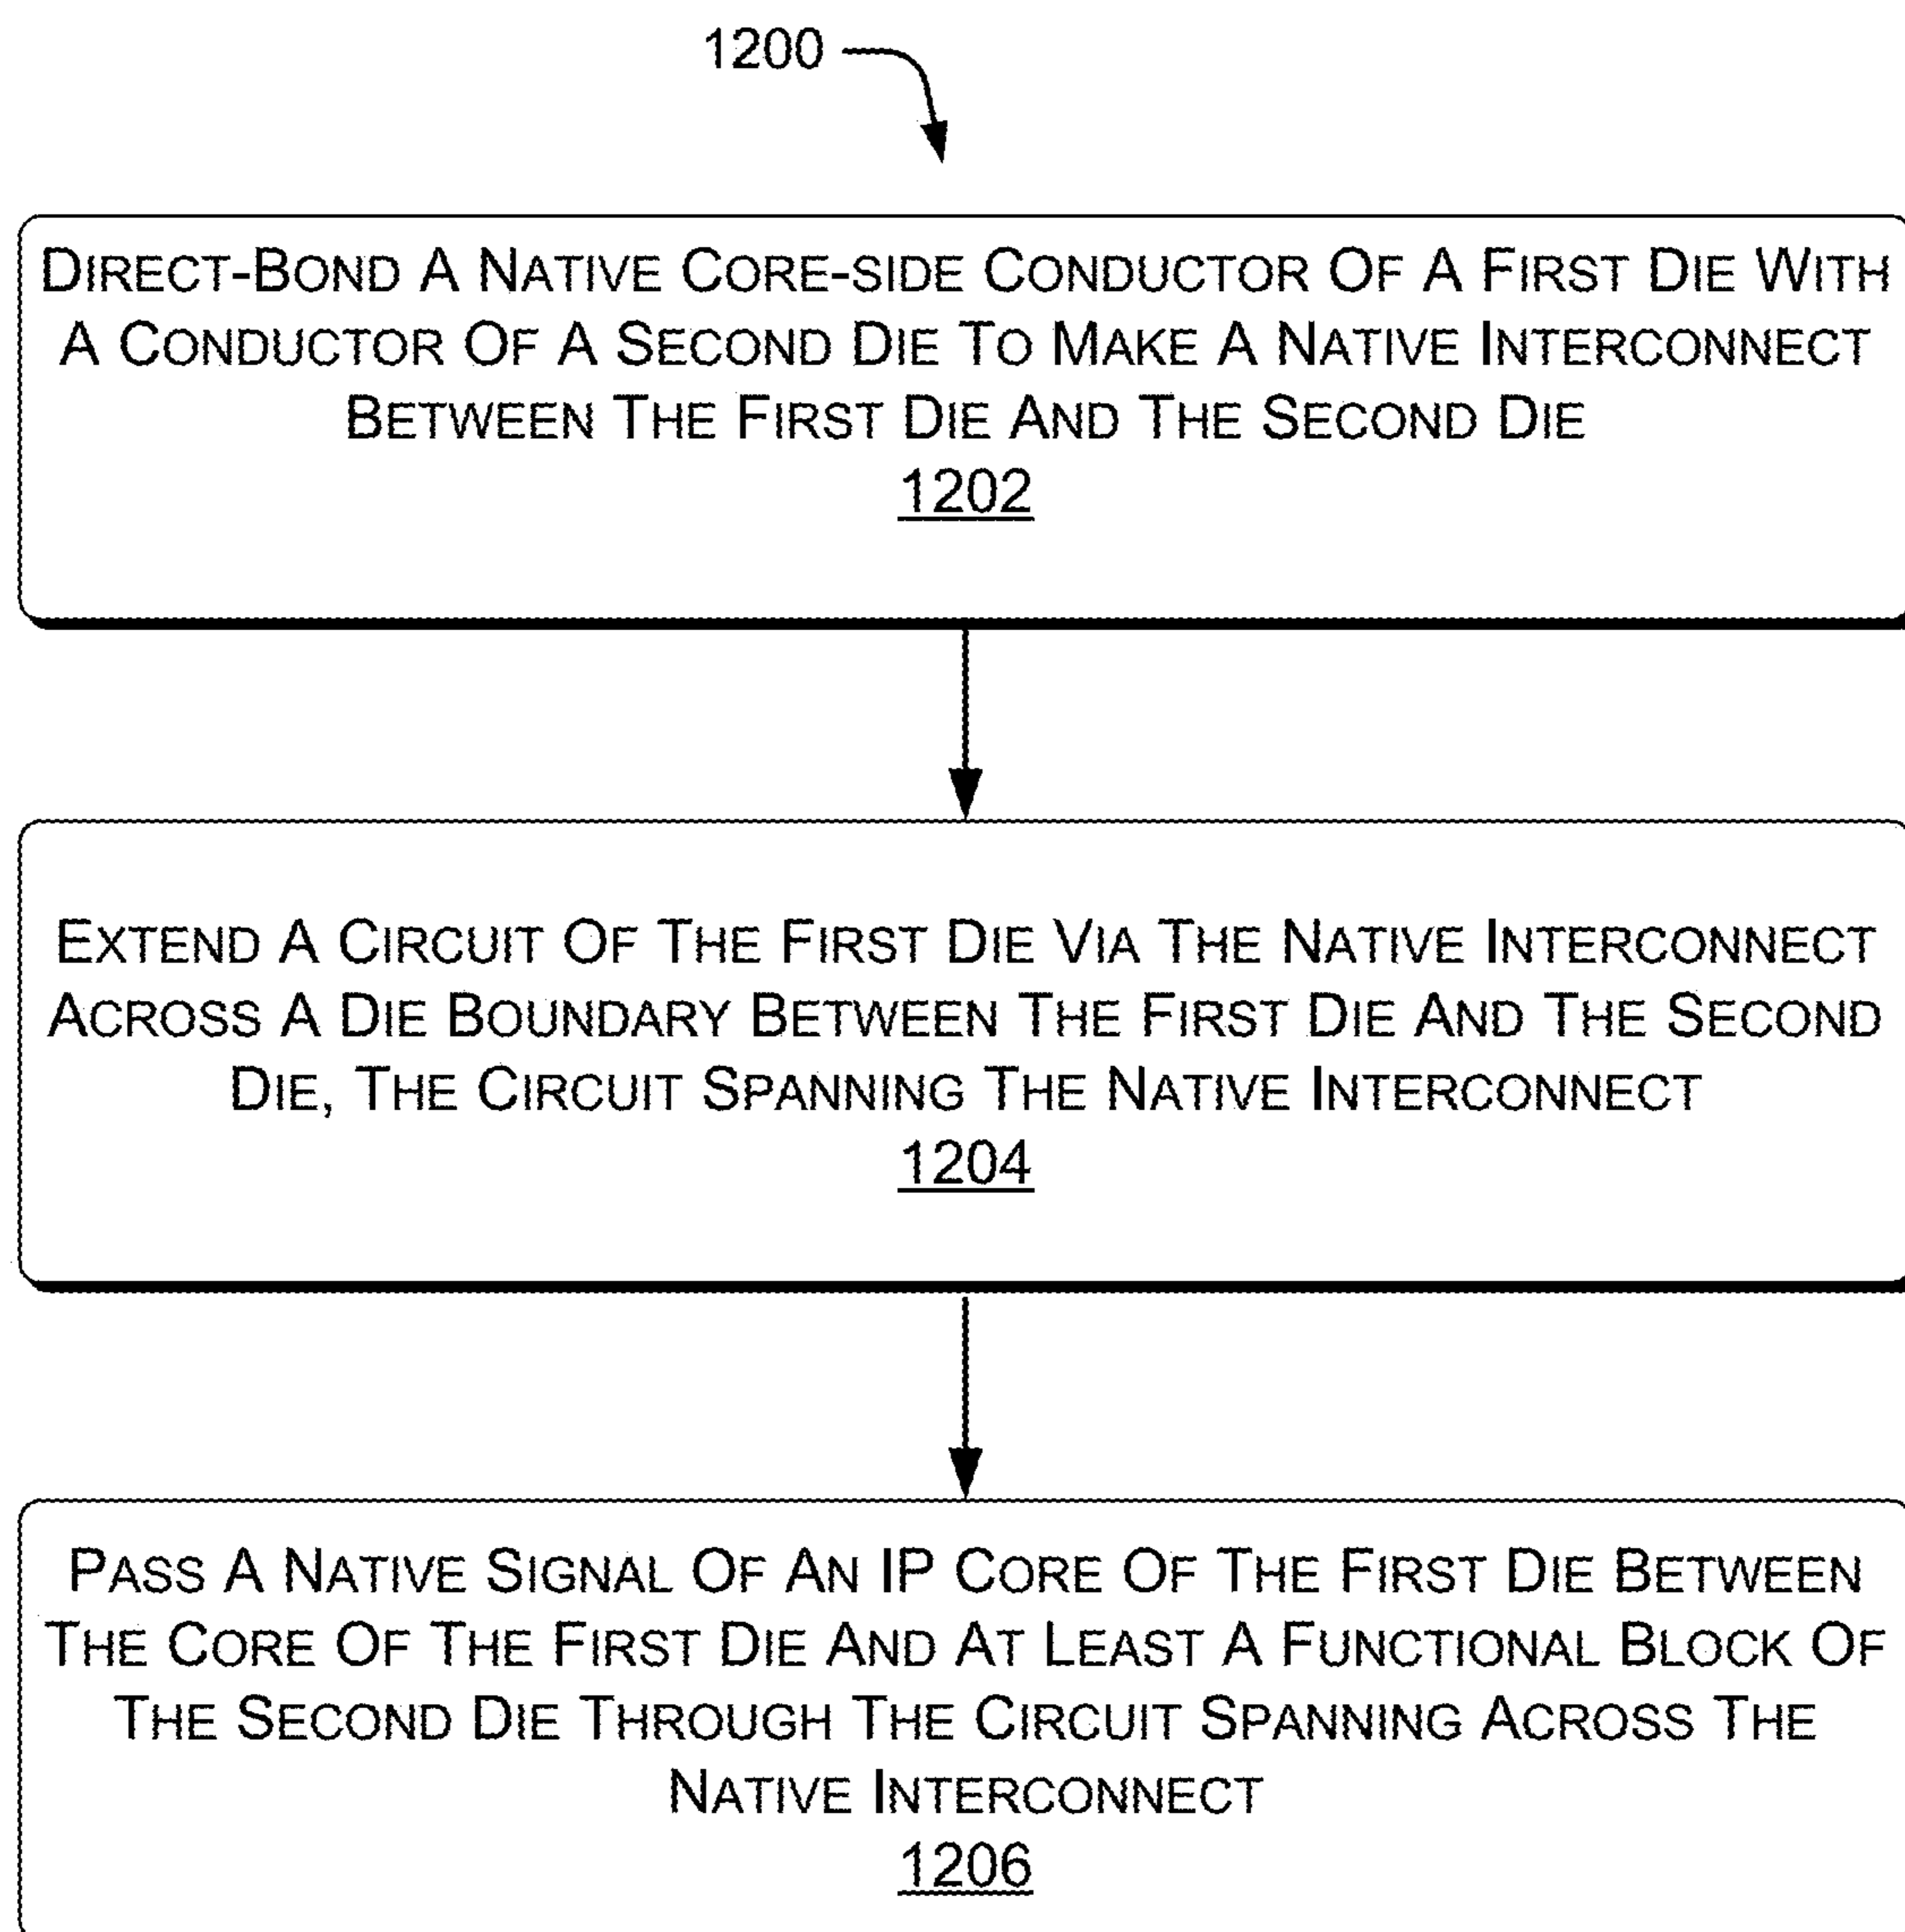 1200
DIRECT-BOND A NATIVE CORE-SIDE CONDUCTOR OF A FIRST DIE WITH
A CONDUCTOR OF A SECOND DIE TO MAKE A NATIVE INTERCONNECT
BETWEEN THE FIRST DIE AND THE SECOND DIE
1202
EXTEND A CIRCUIT OF THE FIRST DIE VIA THE NATIVE INTERCONNECT
ACROSS A DIE BOUNDARY BETWEEN THE FIRST DIE AND THE SECOND
DIE, THE CIRCUIT SPANNING THE NATIVE INTERCONNECT
1204
PASS A NATIVE SIGNAL OF AN IP CORE OF THE FIRST DIE BETWEEN
THE CORE OF THE FIRST DIE AND AT LEAST A FUNCTIONAL BLOCK OF
THE SECOND DIE THROUGH THE CIRCUIT SPANNING ACROSS THE
NATIVE INTERCONNECT
1206